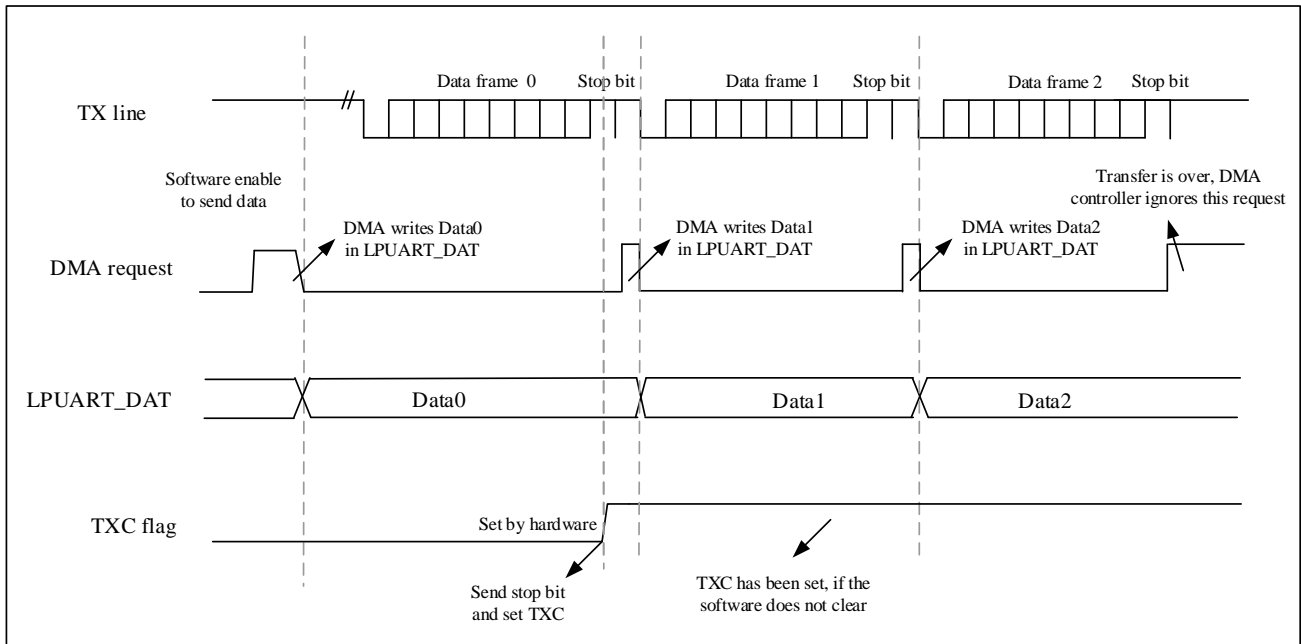 Data frame 0
Stop bit
Data frame 1
Stop bit
Data frame 2
Stop bit
TX line
Software enable
to send data
Transfer is over, DMA
controller ignores this request
DMA request
DMA writes Data0
in LPUART_DAT
DMA writes Data1
in LPUART_DAT
DMA writes Data2
in LPUART_DAT
LPUART_DAT
Data0
Data1
Data2
TXC flag
Set by hardware
Send stop bit
and set TXC
TXC has been set, if the
software does not clear